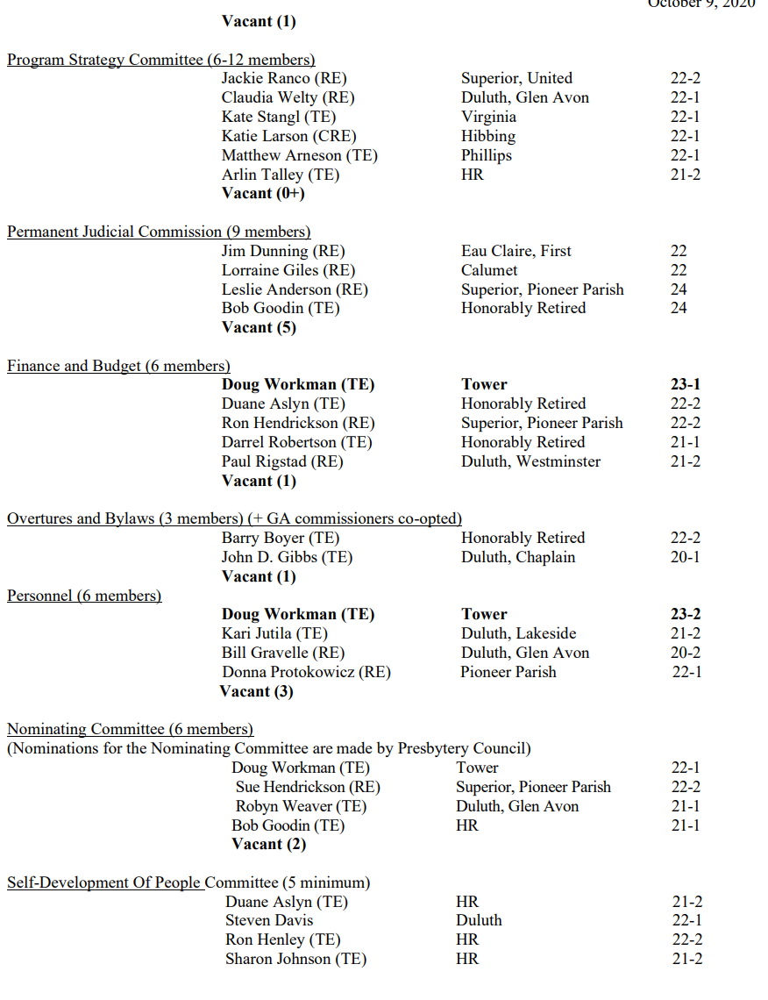 October 9, 2020
Vacant (1)
Program Strategy Committee (6-12 members)
Jackie Ranco (RE) Superior, United 22-2
Claudia Welty (RE) Duluth, Glen Avon 22-1
Kate Stangl (TE) Virginia 22-1
Katie Larson (CRE) Hibbing 22-1
Matthew Arneson (TE) Phillips 22-1
Arlin Talley (TE) HR 21-2
Vacant (0+)
Permanent Judicial Commission (9 members)
Jim Dunning (RE) Eau Claire, First 22
Lorraine Giles (RE) Calumet 22
Leslie Anderson (RE) Superior, Pioneer Parish 24
Bob Goodin (TE) Honorably Retired 24
Vacant (5)
Finance and Budget (6 members)
Doug Workman (TE) Tower 23-1
Duane Aslyn (TE) Honorably Retired 22-2
Ron Hendrickson (RE) Superior, Pioneer Parish 22-2
Darrel Robertson (TE) Honorably Retired 21-1
Paul Rigstad (RE) Duluth, Westminster 21-2
Vacant (1)
Overtures and Bylaws (3 members) (+ GA commissioners co-opted)
Barry Boyer (TE) Honorably Retired 22-2
John D. Gibbs (TE) Duluth, Chaplain 20-1
Vacant (1)
Personnel (6 members)
Doug Workman (TE) Tower 23-2
Kari Jutila (TE) Duluth, Lakeside 21-2
Bill Gravelle (RE) Duluth, Glen Avon 20-2
Donna Protokowicz (RE) Pioneer Parish 22-1
Vacant (3)
Nominating Committee (6 members)
(Nominations for the Nominating Committee are made by Presbytery Council)
Doug Workman (TE) Tower 22-1
Sue Hendrickson (RE) Superior, Pioneer Parish 22-2
Robyn Weaver (TE) Duluth, Glen Avon 21-1
Bob Goodin (TE) HR 21-1
Vacant (2)
Self-Development Of People Committee (5 minimum)
Duane Aslyn (TE) HR 21-2
Steven Davis Duluth 22-1
Ron Henley (TE) HR 22-2
Sharon Johnson (TE) HR 21-2